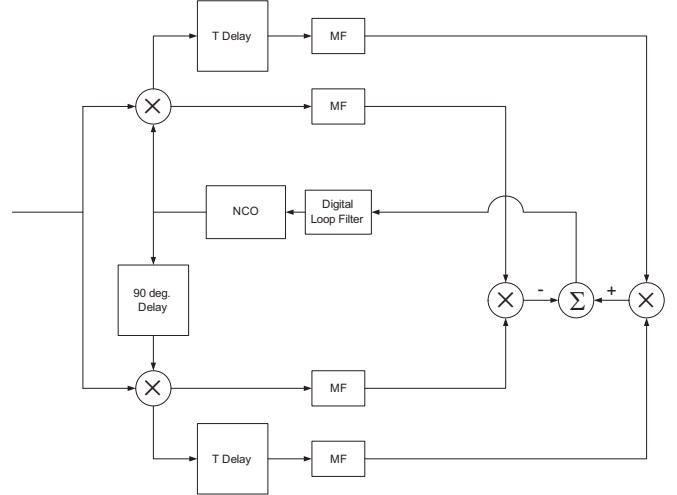 T Delay
MF
MF
NCO
Digital
Loop Filter
90 deg.
Delay
-
Σ
+
MF
T Delay
MF